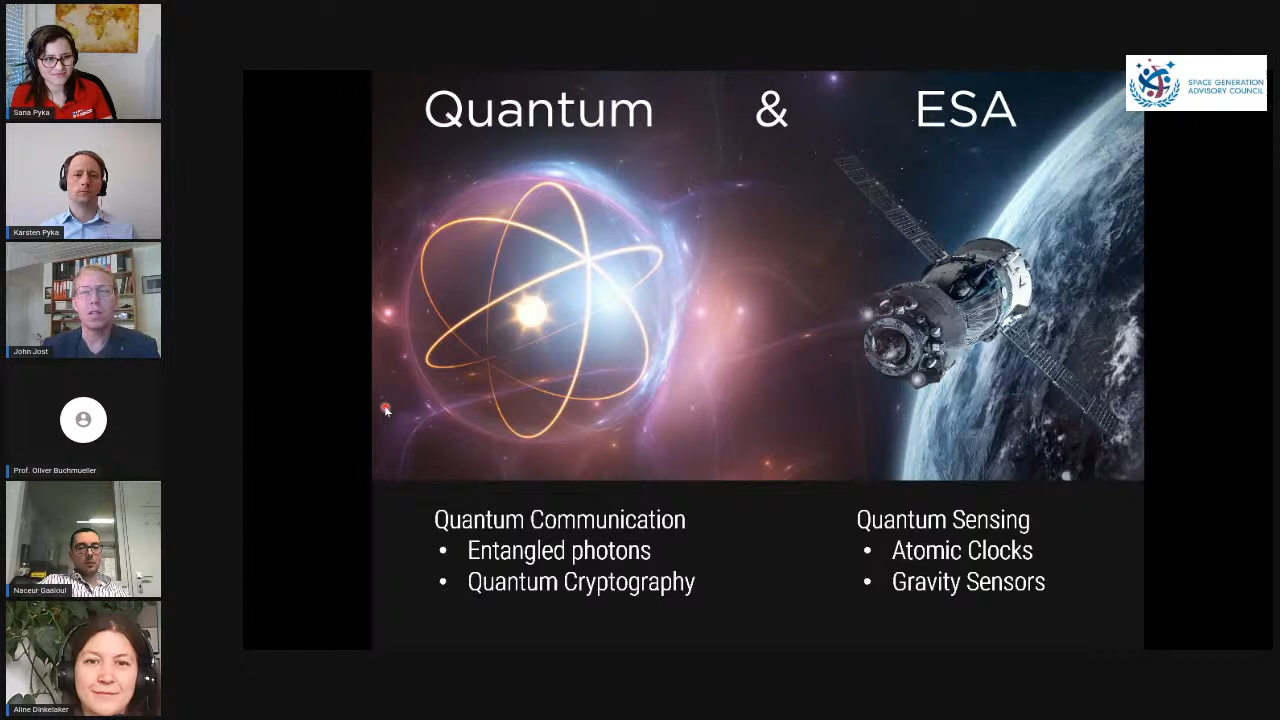 Sana Pyka
Karsten Pyka
John Jost
Prof. Oliver Buchmueller
Naceur Gaaloul
Aline Dinkelaker
Quantum & ESA
SPACE GENERATION
ADVISORY COUNCIL
Quantum Communication
• Entangled photons
• Quantum Cryptography
Quantum Sensing
• Atomic Clocks
• Gravity Sensors